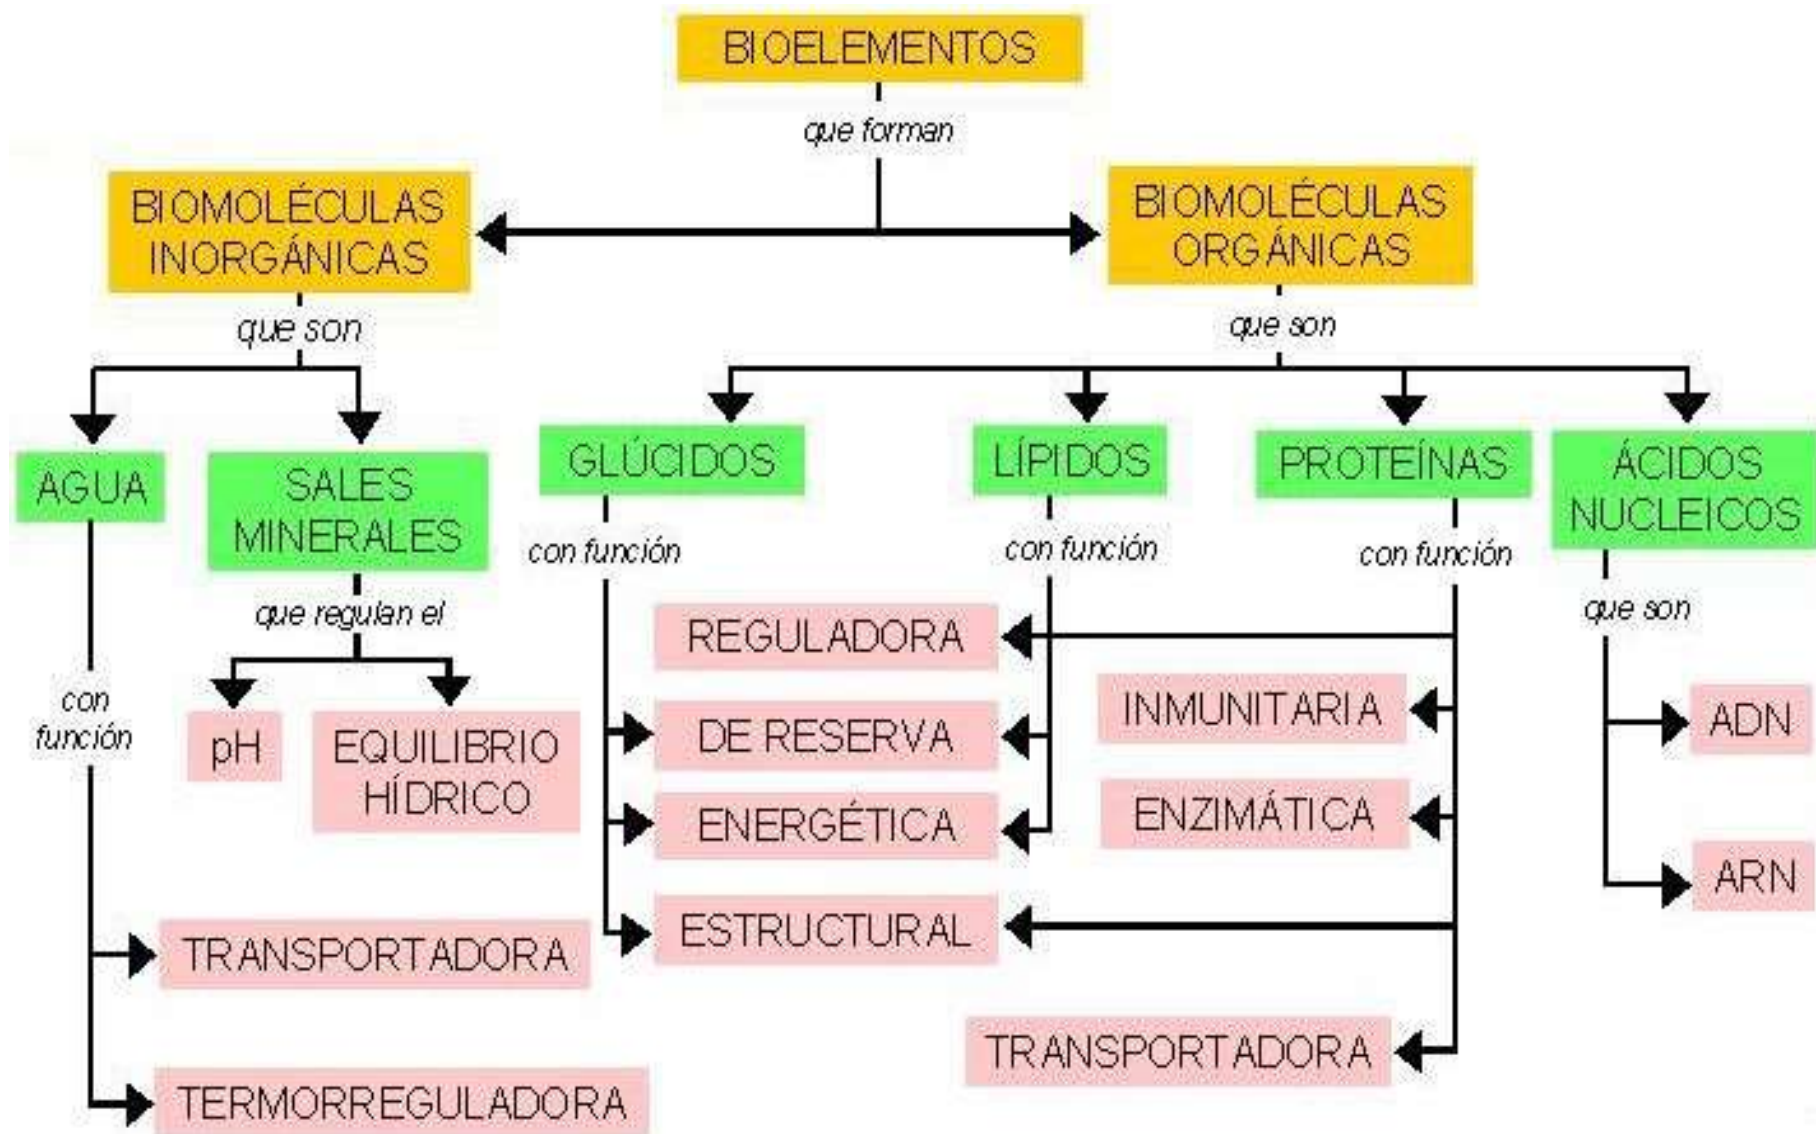 BIOELEMENTOS
que forman
BIOMOLÉCULAS
INORGÁNICAS
BIOMOLÉCULAS
ORGÁNICAS
que son
que son
AGUA
SALES
MINERALES
GLÚCIDOS
LÍPIDOS
PROTEÍNAS
ÁCIDOS
NUCLEICOS
con función
con función
con función
que regulan el
que son
con
función
pH
EQUILIBRIO
HÍDRICO
REGULADORA
DE RESERVA
ENERGÉTICA
ESTRUCTURAL
INMUNITARIA
ENZIMÁTICA
ADN
ARN
TRANSPORTADORA
TERMORREGULADORA
TRANSPORTADORA